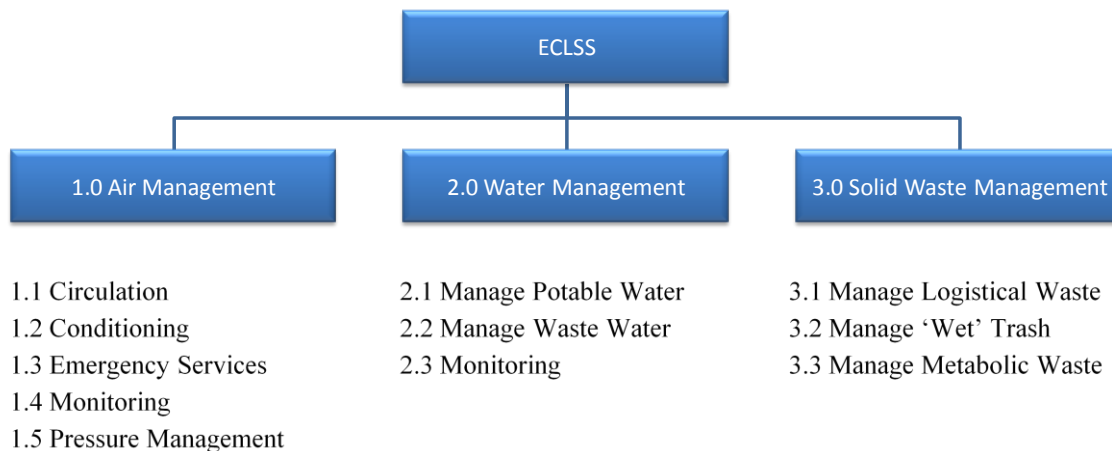 ECLSS
1.0 Air Management
2.0 Water Management
3.0 Solid Waste Management
1.1 Circulation
1.2 Conditioning
1.3 Emergency Services
1.4 Monitoring
1.5 Pressure Management
2.1 Manage Potable Water
2.2 Manage Waste Water
2.3 Monitoring
3.1 Manage Logistical Waste
3.2 Manage ‘Wet’ Trash
3.3 Manage Metabolic Waste